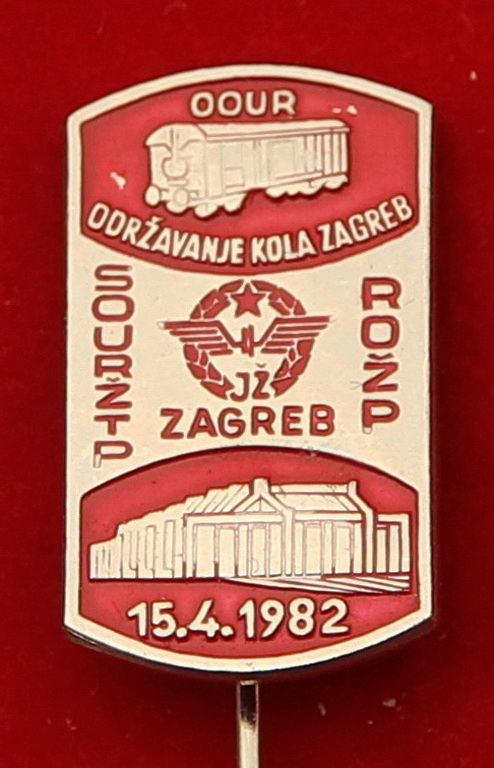 OOUR
ODRŽAVANJE KOLA ZAGREB
SOURŽTP
ROŽP
JŽ
ZAGREB
15.4.1982